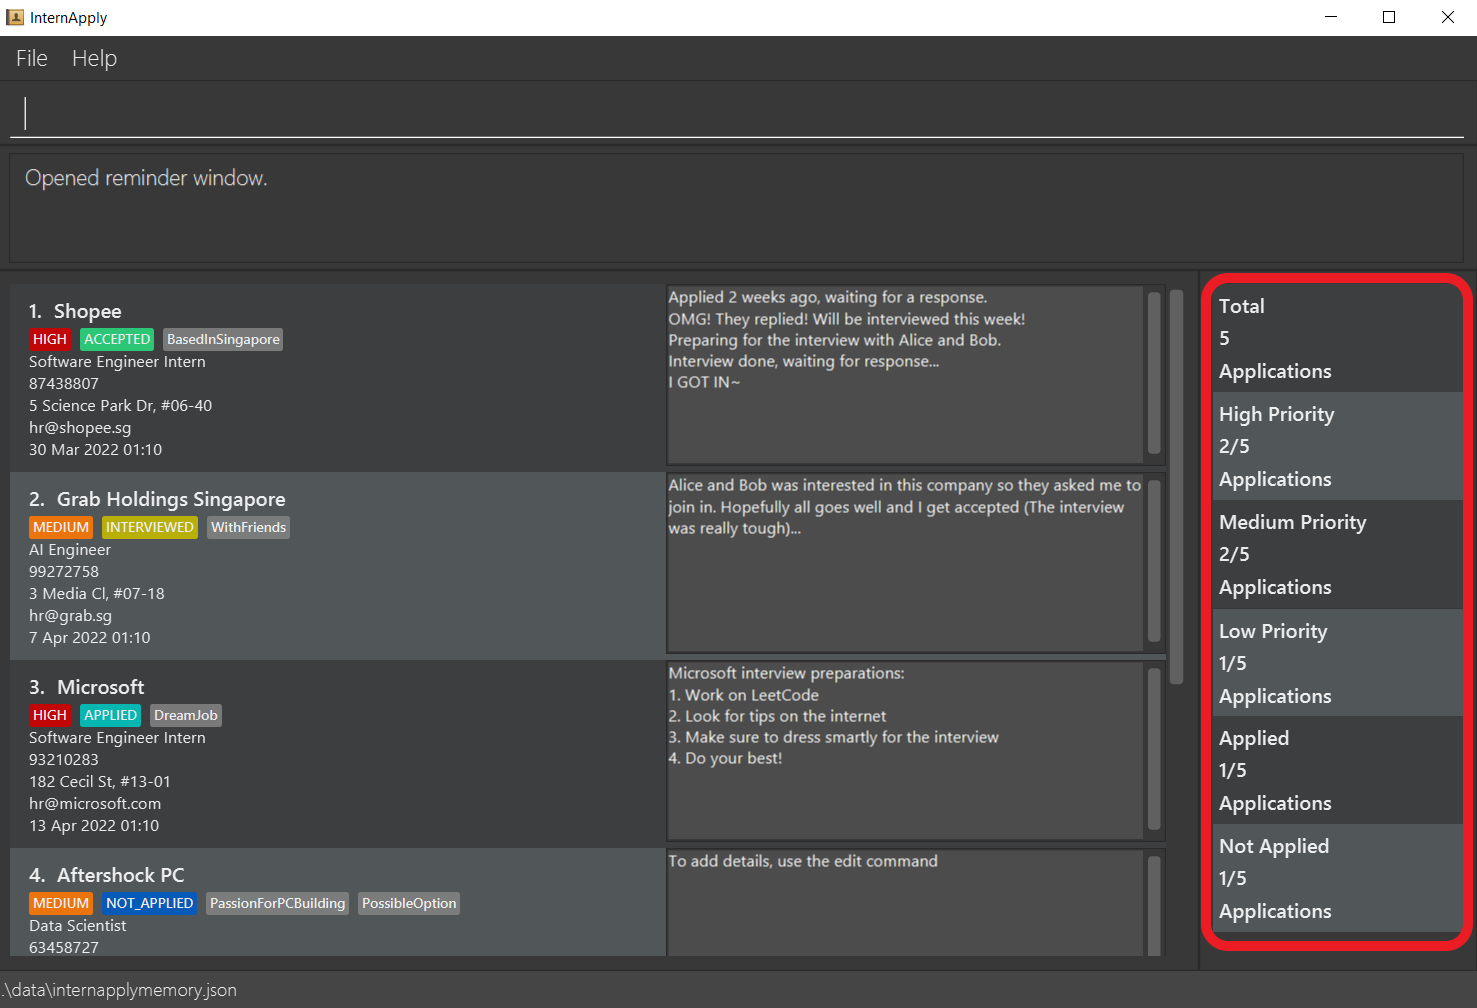 InternApply
File Help
Opened reminder window.
1. Shopee
HIGH ACCEPTED BasedInSingapore
Software Engineer Intern
87438807
5 Science Park Dr, #06-40
hr@shopee.sg
30 Mar 2022 01:10
Applied 2 weeks ago, waiting for a response.
OMG! They replied! Will be interviewed this week!
Preparing for the interview with Alice and Bob.
Interview done, waiting for response...
I GOT IN~
2. Grab Holdings Singapore
MEDIUM INTERVIEWED WithFriends
AI Engineer
99272758
3 Media Cl, #07-18
hr@grab.sg
7 Apr 2022 01:10
Alice and Bob was interested in this company so they asked me to
join in. Hopefully all goes well and I get accepted (The interview
was really tough)...
3. Microsoft
HIGH APPLIED DreamJob
Software Engineer Intern
93210283
182 Cecil St, #13-01
hr@microsoft.com
13 Apr 2022 01:10
Microsoft interview preparations:
1. Work on LeetCode
2. Look for tips on the internet
3. Make sure to dress smartly for the interview
4. Do your best!
4. Aftershock PC
MEDIUM NOT_APPLIED PassionForPCBuilding PossibleOption
Data Scientist
63458727
To add details, use the edit command
Total
5
Applications
High Priority
2/5
Applications
Medium Priority
2/5
Applications
Low Priority
1/5
Applications
Applied
1/5
Applications
Not Applied
1/5
Applications
.\data\internapplymemory.json